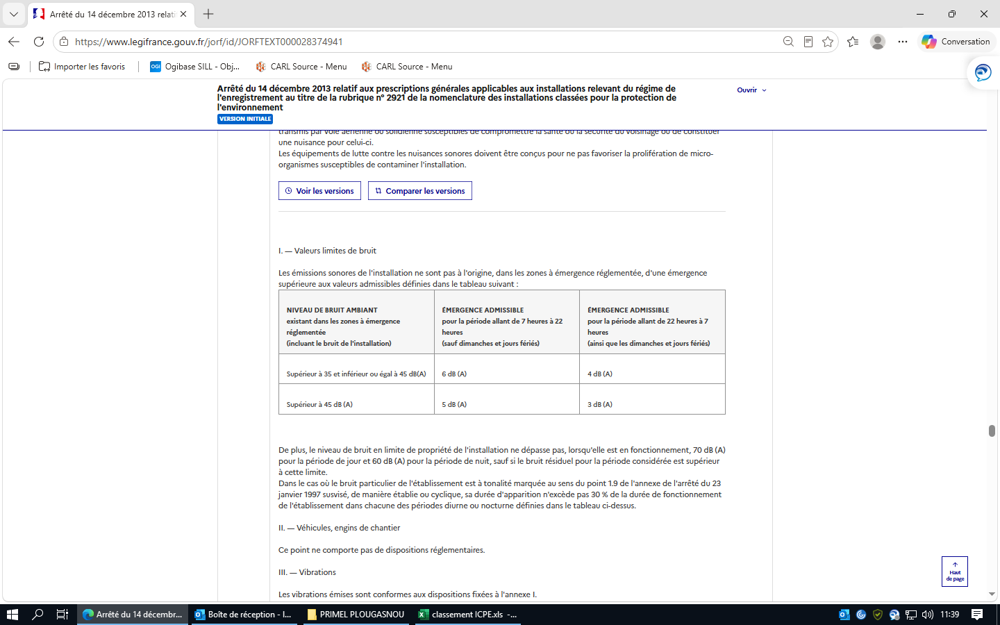 Arrêté du 14 décembre 2013 relati
https://www.legifrance.gouv.fr/jorf/id/JORFTEXT000028374941
Conversation
Importer les favoris
OGI
Ogibase SILL - Obj...
CARL Source - Menu
CARL Source - Menu
Arrêté du 14 décembre 2013 relatif aux prescriptions générales applicables aux installations relevant du régime de
l'enregistrement au titre de la rubrique n° 2921 de la nomenclature des installations classées pour la protection de
l'environnement
VERSION INITIALE
Ouvrir
transmis par voie aérienne ou solidienne susceptibles de compromettre la santé ou la sécurité du voisinage ou de constituer
une nuisance pour celui-ci.
Les équipements de lutte contre les nuisances sonores doivent être conçus pour ne pas favoriser la prolifération de micro-
organismes susceptibles de contaminer l'installation.
Voir les versions
Comparer les versions
I. — Valeurs limites de bruit
Les émissions sonores de l'installation ne sont pas à l'origine, dans les zones à émergence réglementée, d'une émergence
supérieure aux valeurs admissibles définies dans le tableau suivant :
NIVEAU DE BRUIT AMBIANT
existant dans les zones à émergence
réglementée
(incluant le bruit de l'installation)
ÉMERGENCE ADMISSIBLE
pour la période allant de 7 heures à 22
heures
(sauf dimanches et jours fériés)
ÉMERGENCE ADMISSIBLE
pour la période allant de 22 heures à 7
heures
(ainsi que les dimanches et jours fériés)
Supérieur à 35 et inférieur ou égal à 45 dB(A)
6 dB (A)
4 dB (A)
Supérieur à 45 dB (A)
5 dB (A)
3 dB (A)
De plus, le niveau de bruit en limite de propriété de l'installation ne dépasse pas, lorsqu'elle est en fonctionnement, 70 dB (A)
pour la période de jour et 60 dB (A) pour la période de nuit, sauf si le bruit résiduel pour la période considérée est supérieur
à cette limite.
Dans le cas où le bruit particulier de l'établissement est à tonalité marquée au sens du point 1.9 de l'annexe de l'arrêté du 23
janvier 1997 susvisé, de manière établie ou cyclique, sa durée d'apparition n'excède pas 30 % de la durée de fonctionnement
de l'établissement dans chacune des périodes diurne ou nocturne définies dans le tableau ci-dessus.
II. — Véhicules, engins de chantier
Ce point ne comporte pas de dispositions réglementaires.
III. — Vibrations
Les vibrations émises sont conformes aux dispositions fixées à l'annexe I.
Haut
de page
Arrêté du 14 décembr...
Boîte de réception - I...
PRIMEL PLOUGASNOU
classement ICPE.xls -...
11:39